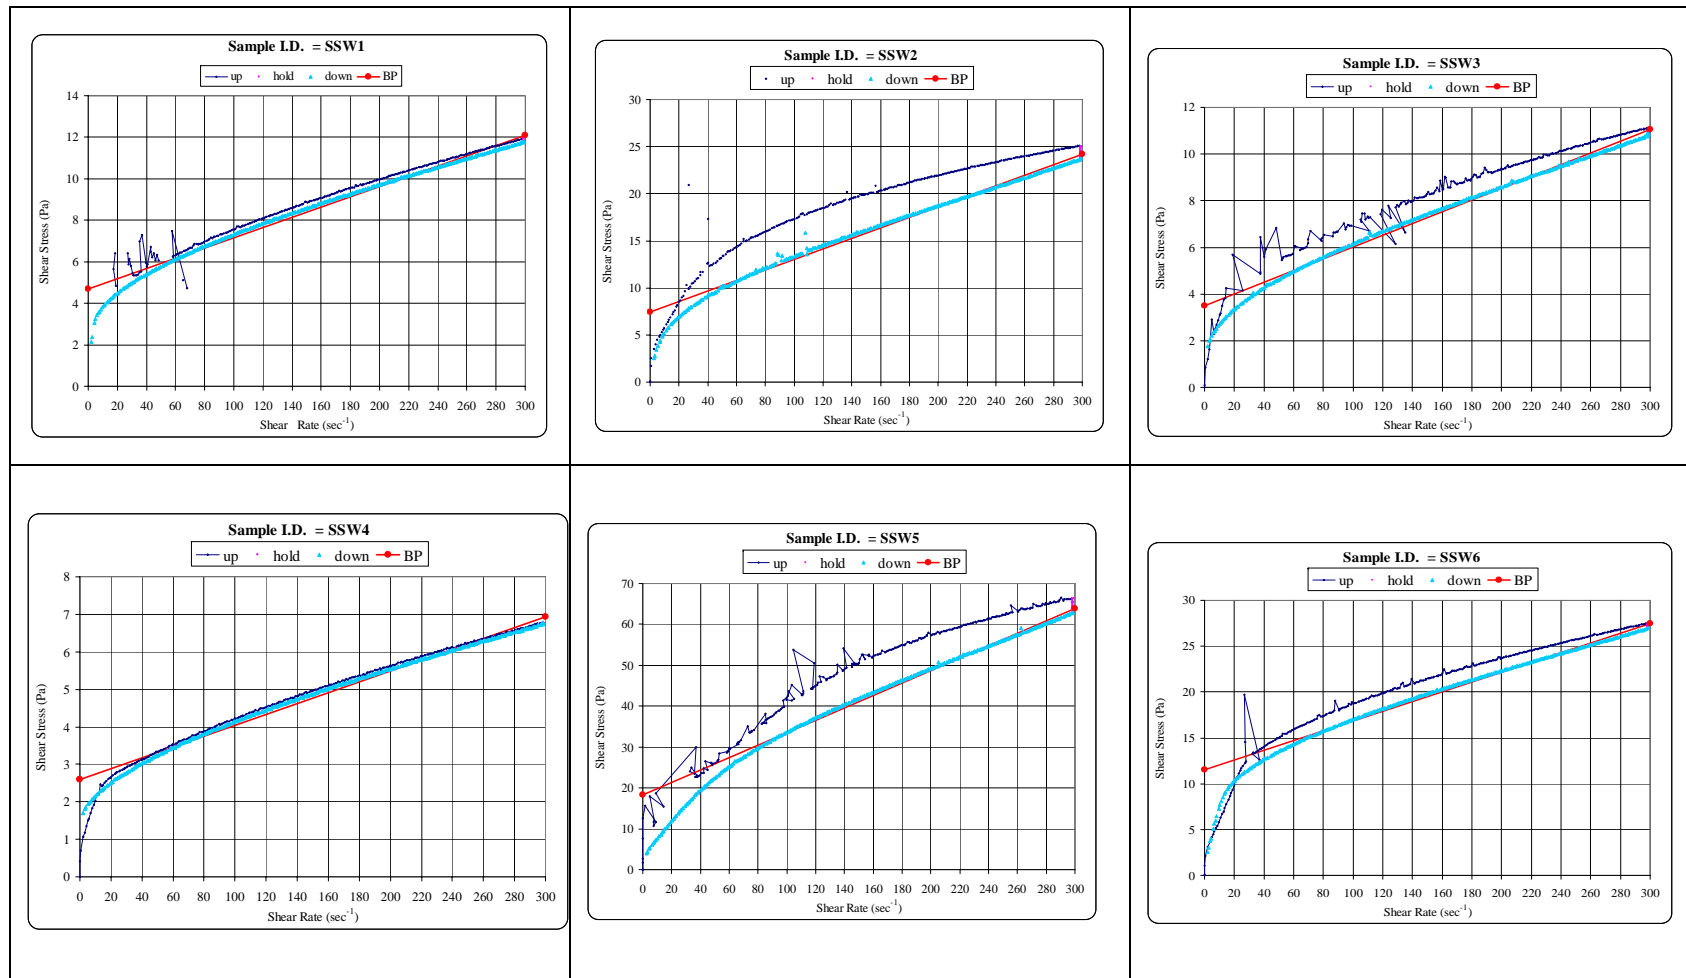 Sample I.D. = SSW1
up hold down BP
14
12
10
8
6
4
2
0
Shear Stress (Pa)
0 20 40 60 80 100 120 140 160 180 200 220 240 260 280 300
Shear Rate (sec-1)
Sample I.D. = SSW2
up hold down BP
30
25
20
15
10
5
0
Shear Stress (Pa)
0 20 40 60 80 100 120 140 160 180 200 220 240 260 280 300
Shear Rate (sec-1)
Sample I.D. = SSW3
up hold down BP
12
10
8
6
4
2
0
Shear Stress (Pa)
0 20 40 60 80 100 120 140 160 180 200 220 240 260 280 300
Shear Rate (sec-1)
Sample I.D. = SSW4
up hold down BP
8
7
6
5
4
3
2
1
0
Shear Stress (Pa)
0 20 40 60 80 100 120 140 160 180 200 220 240 260 280 300
Shear Rate (sec-1)
Sample I.D. = SSW5
up hold down BP
70
60
50
40
30
20
10
0
Shear Stress (Pa)
0 20 40 60 80 100 120 140 160 180 200 220 240 260 280 300
Shear Rate (sec-1)
Sample I.D. = SSW6
up hold down BP
30
25
20
15
10
5
0
Shear Stress (Pa)
0 20 40 60 80 100 120 140 160 180 200 220 240 260 280 300
Shear Rate (sec-1)